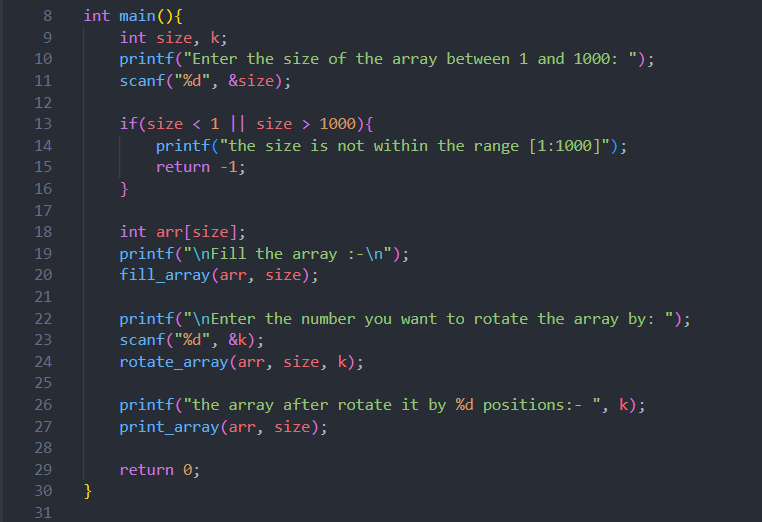 8 int main(){
9     int size, k;
10     printf("Enter the size of the array between 1 and 1000: ");
11     scanf("%d", &size);
12
13     if(size < 1 || size > 1000){
14         printf("the size is not within the range [1:1000]");
15         return -1;
16     }
17
18     int arr[size];
19     printf("\nFill the array :-\n");
20     fill_array(arr, size);
21
22     printf("\nEnter the number you want to rotate the array by: ");
23     scanf("%d", &k);
24     rotate_array(arr, size, k);
25
26     printf("the array after rotate it by %d positions:- ", k);
27     print_array(arr, size);
28
29     return 0;
30 }
31